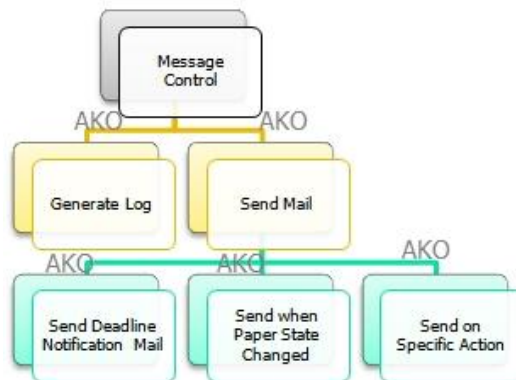 Message
Control
AKO
AKO
Generate Log
Send Mail
AKO
AKO
AKO
Send Deadline
Notification Mail
Send when
Paper State
Changed
Send on
Specific Action